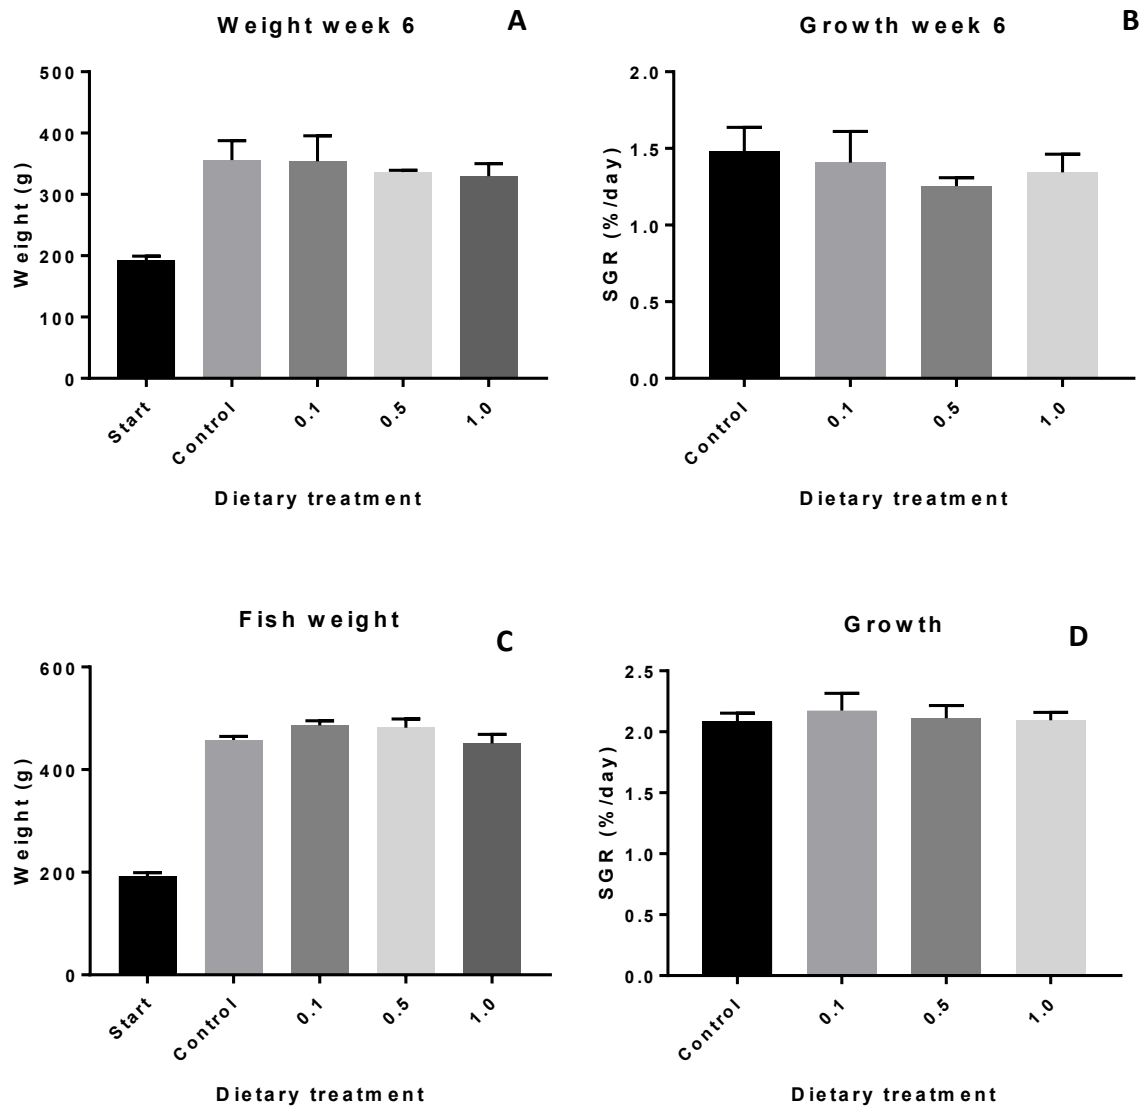 Weight week 6
A
500
400
300
200
100
0
Weight (g)
Start
Control
0.1
0.5
1.0
Dietary treatment
Growth week 6
B
2.0
1.5
1.0
0.5
0.0
SGR (%/day)
Control
0.1
0.5
1.0
Dietary treatment
Fish weight
C
600
400
200
0
Weight (g)
Start
Control
0.1
0.5
1.0
Dietary treatment
Growth
D
2.5
2.0
1.5
1.0
0.5
0.0
SGR (%/day)
Control
0.1
0.5
1.0
Dietary treatment